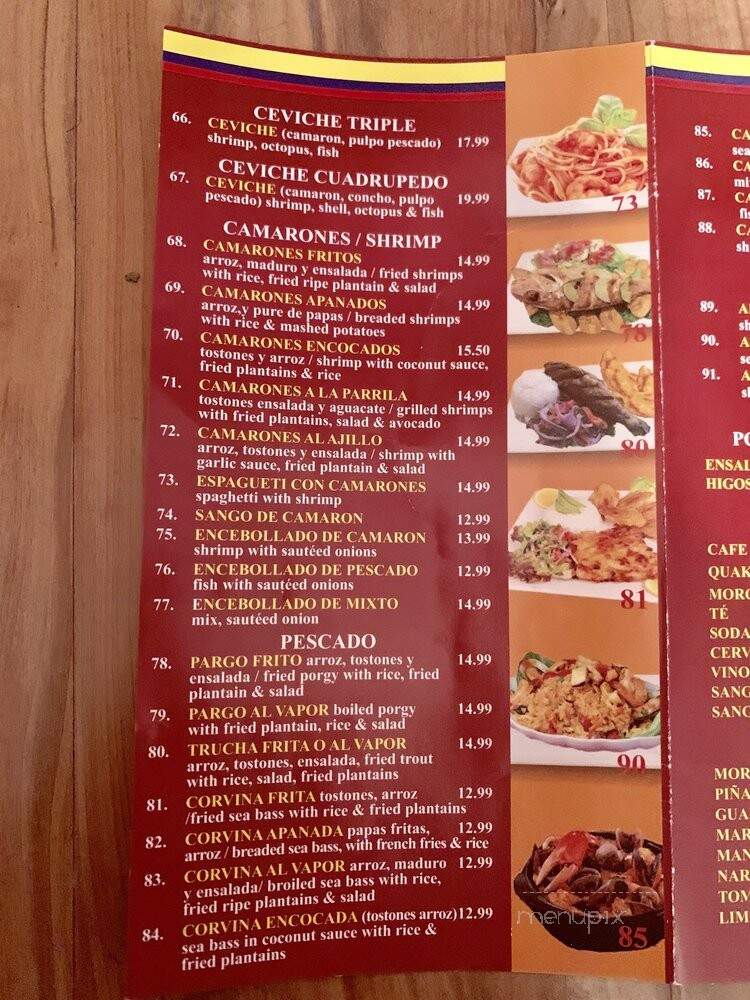 CEVICHE TRIPLE
66. CEVICHE (camaron, pulpo pescado) 17.99
shrimp, octopus, fish
CEVICHE CUADRUPEDO
67. CEVICHE (camaron, concho, pulpo 19.99
pescado) shrimp, shell, octopus & fish
CAMARONES / SHRIMP
68. CAMARONES FRITOS 14.99
arroz, maduro y ensalada / fried shrimps
with rice, fried ripe plantain & salad
69. CAMARONES APANADOS 14.99
arroz,y pure de papas / breaded shrimps
with rice & mashed potatoes
70. CAMARONES ENCOCADOS 15.50
tostones y arroz / shrimp with coconut sauce,
fried plantains & rice
71. CAMARONES A LA PARRILA 14.99
tostones ensalada y aguacate / grilled shrimps
with fried plantains, salad & avocado
72. CAMARONES AL AJILLO 14.99
arroz, tostones y ensalada / shrimp with
garlic sauce, fried plantain & salad
73. ESPAGUETI CON CAMARONES 14.99
spaghetti with shrimp
74. SANGO DE CAMARON 12.99
75. ENCEBOLLADO DE CAMARON 13.99
shrimp with sautéed onions
76. ENCEBOLLADO DE PESCADO 12.99
fish with sautéed onions
77. ENCEBOLLADO DE MIXTO 14.99
mix, sautéed onion
PESCADO
78. PARGO FRITO arroz, tostones y 14.99
ensalada / fried porgy with rice, fried
plantain & salad
79. PARGO AL VAPOR boiled porgy 14.99
with fried plantain, rice & salad
80. TRUCHA FRITA O AL VAPOR 14.99
arroz, tostones, ensalada, fried trout
with rice, salad, fried plantains
81. CORVINA FRITA tostones, arroz 12.99
/fried sea bass with rice & fried plantains
82. CORVINA APANADA papas fritas, 12.99
arroz / breaded sea bass, with french fries & rice
83. CORVINA AL VAPOR arroz, maduro 12.99
y ensalada/ broiled sea bass with rice,
fried ripe plantains & salad
84. CORVINA ENCOCADA (tostones arroz) 12.99
sea bass in coconut sauce with rice &
fried plantains
73
78
80
81
90
menupix
85
85. CA
sea
86. CA
mi
87. CA
fi
88. CA
sh
89. A
sh
90. A
se
91. A
sh
PO
ENSAL
HIGOS
CAFE
QUAK
MORO
TÉ
SODA
CERV
VINO
SANG
SANG
MOR
PIÑA
GUA
MAR
MAN
NAR
TOM
LIM